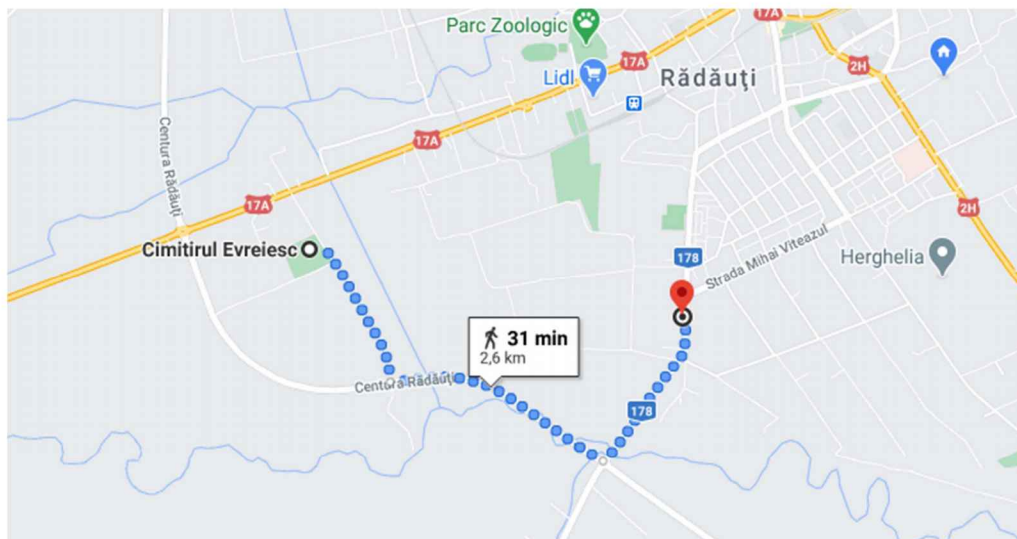 Parc Zoologic
17A
17A
Lidl
Rădăuţi
2H
17A
Centura Rădăuţi
17A
2H
Cimitirul Evreiesc
178
Strada Mihai Viteazul
Herghelia
31 min
2,6 km
Centura Rădăuţi
178